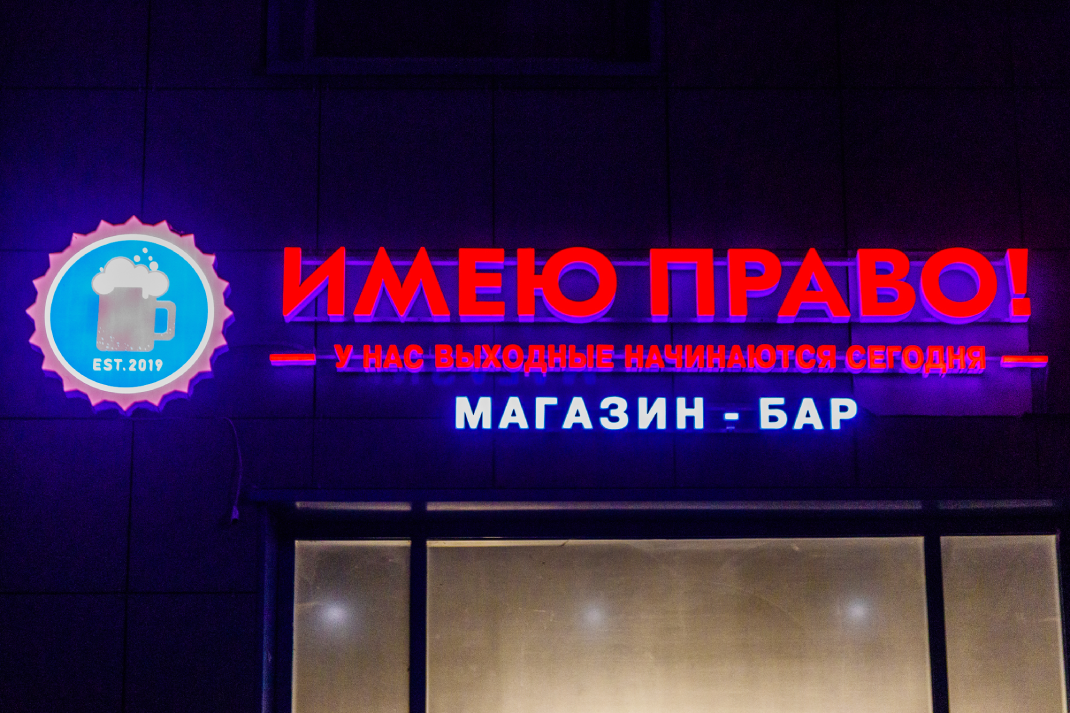 ИМЕЮ ПРАВО!
У НАС ВЫХОДНЫЕ НАЧИНАЮТСЯ СЕГОДНЯ
МАГАЗИН - БАР
EST.2019